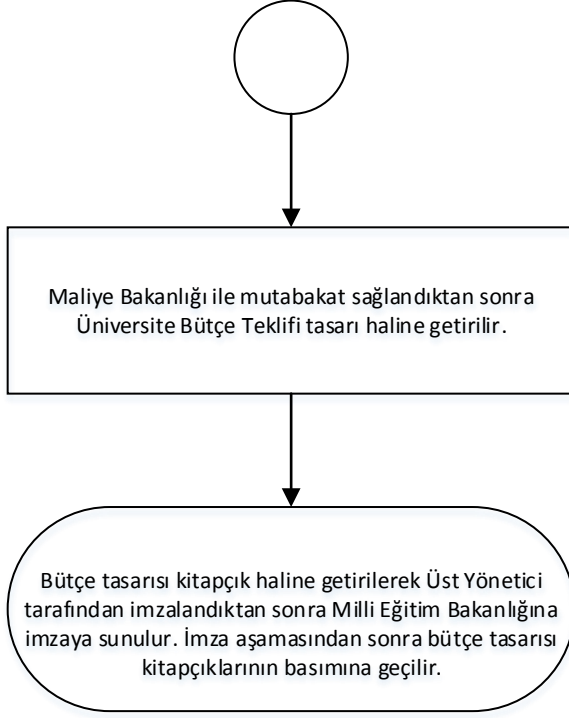 Maliye Bakanlığı ile mutabakat sağlandıktan sonra
Üniversite Bütçe Teklifi tasarı haline getirilir.
Bütçe tasarısı kitapçık haline getirilerek Üst Yönetici
tarafından imzalandıktan sonra Milli Eğitim Bakanlığına
imzaya sunulur. İmza aşamasından sonra bütçe tasarısı
kitapçıklarının basımına geçilir.